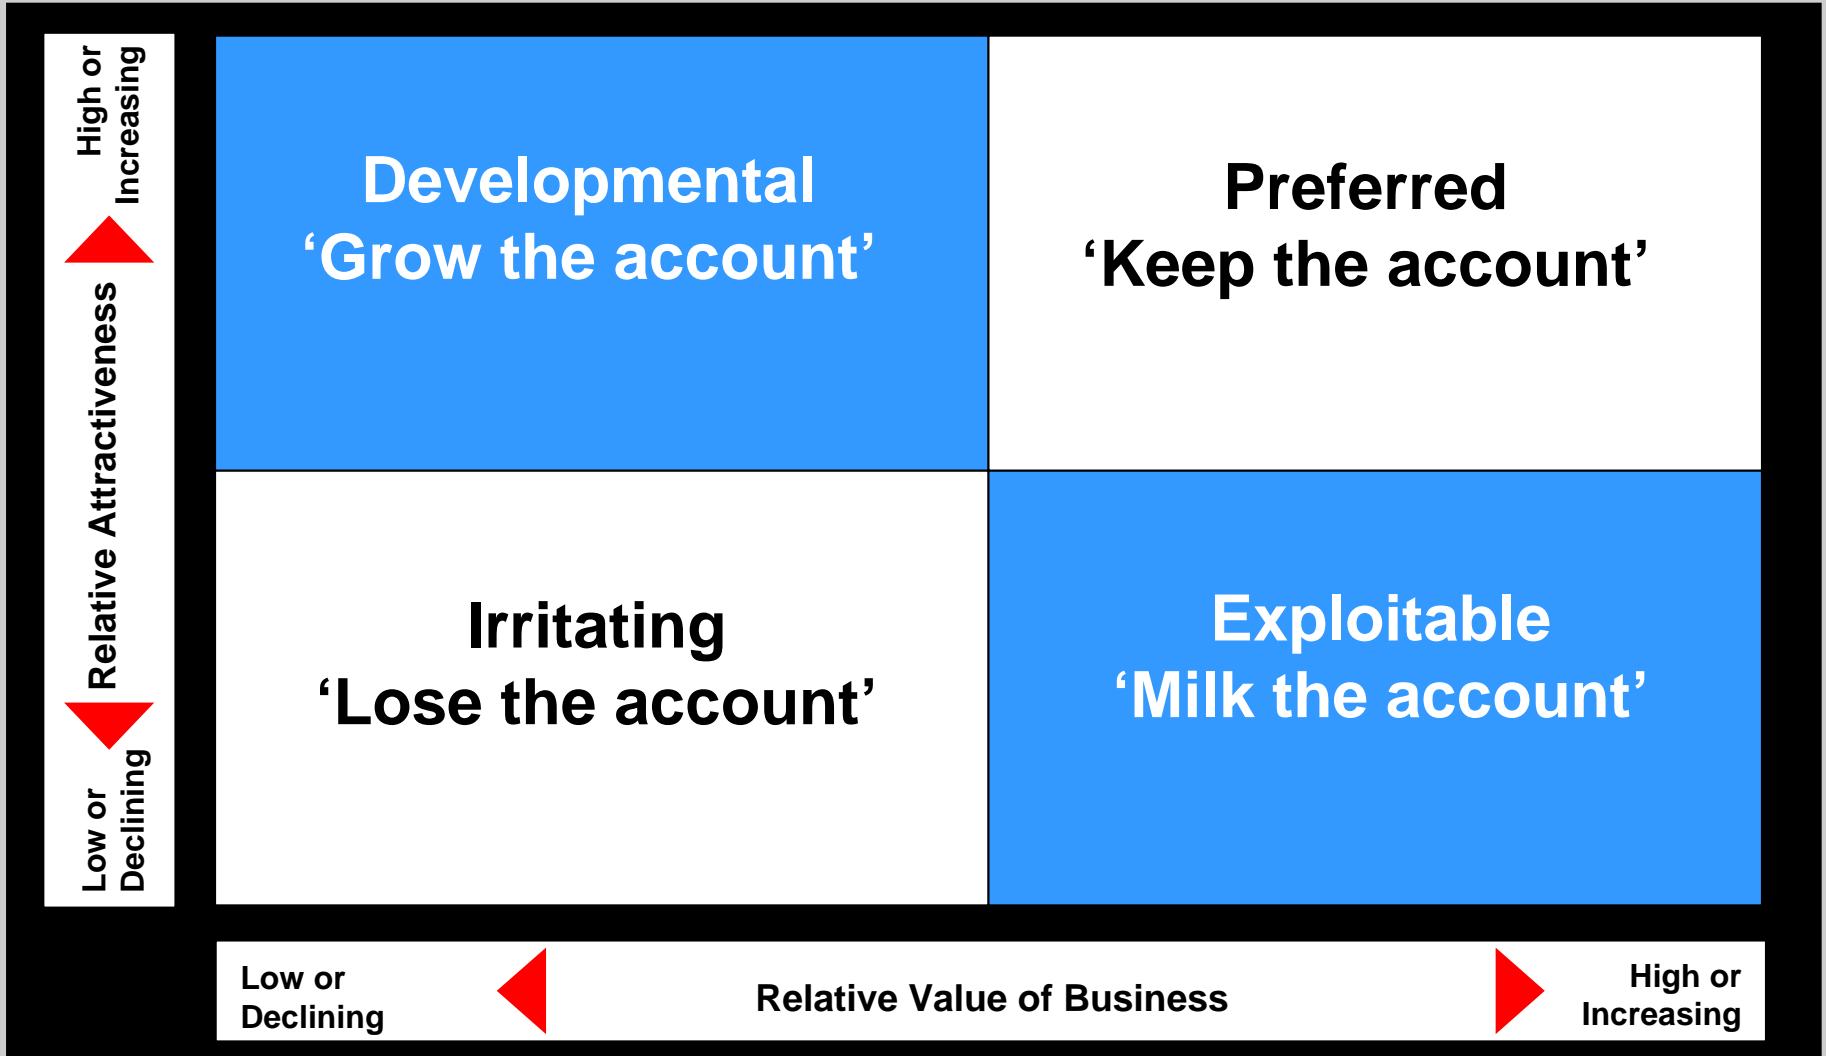 High or
Increasing
Relative Attractiveness
Low or
Declining
Developmental
‘Grow the account’
Preferred
‘Keep the account’
Irritating
‘Lose the account’
Exploitable
‘Milk the account’
Low or
Declining
Relative Value of Business
High or
Increasing